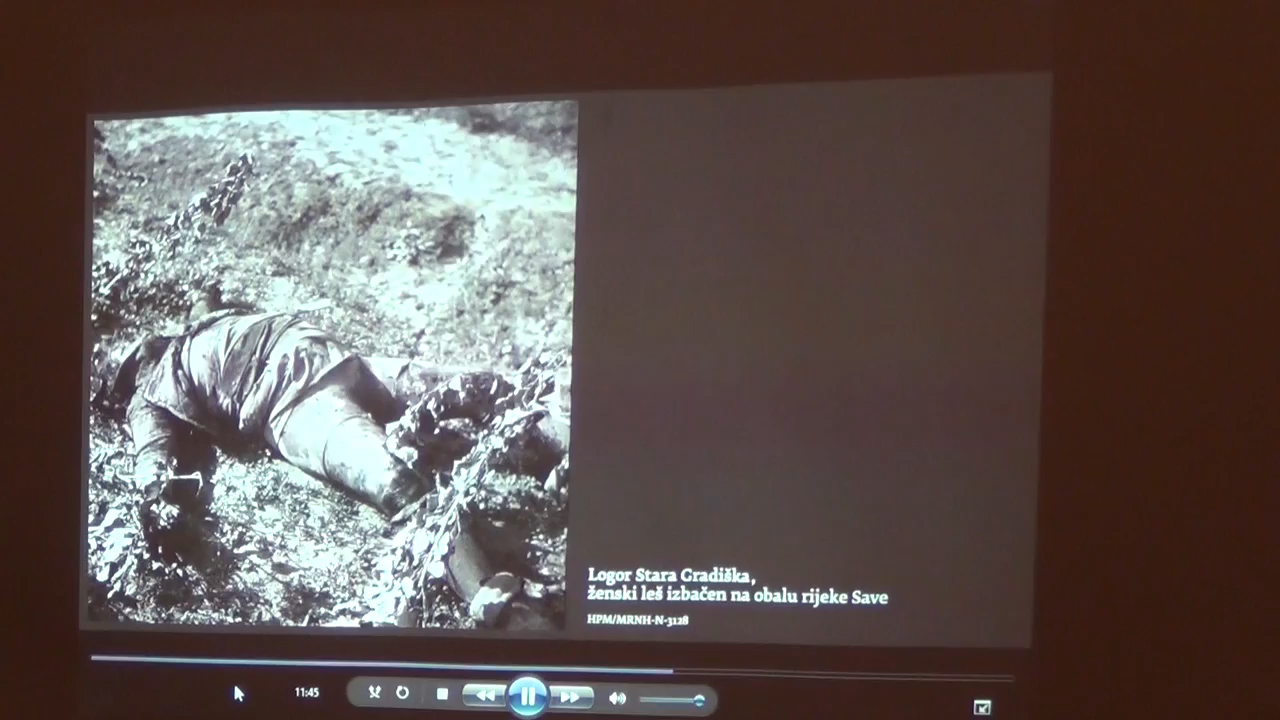 Logor Stara Gradiška,
ženski leš izbačen na obalu rijeke Save
HPM/MRNH-N-3128
11:45